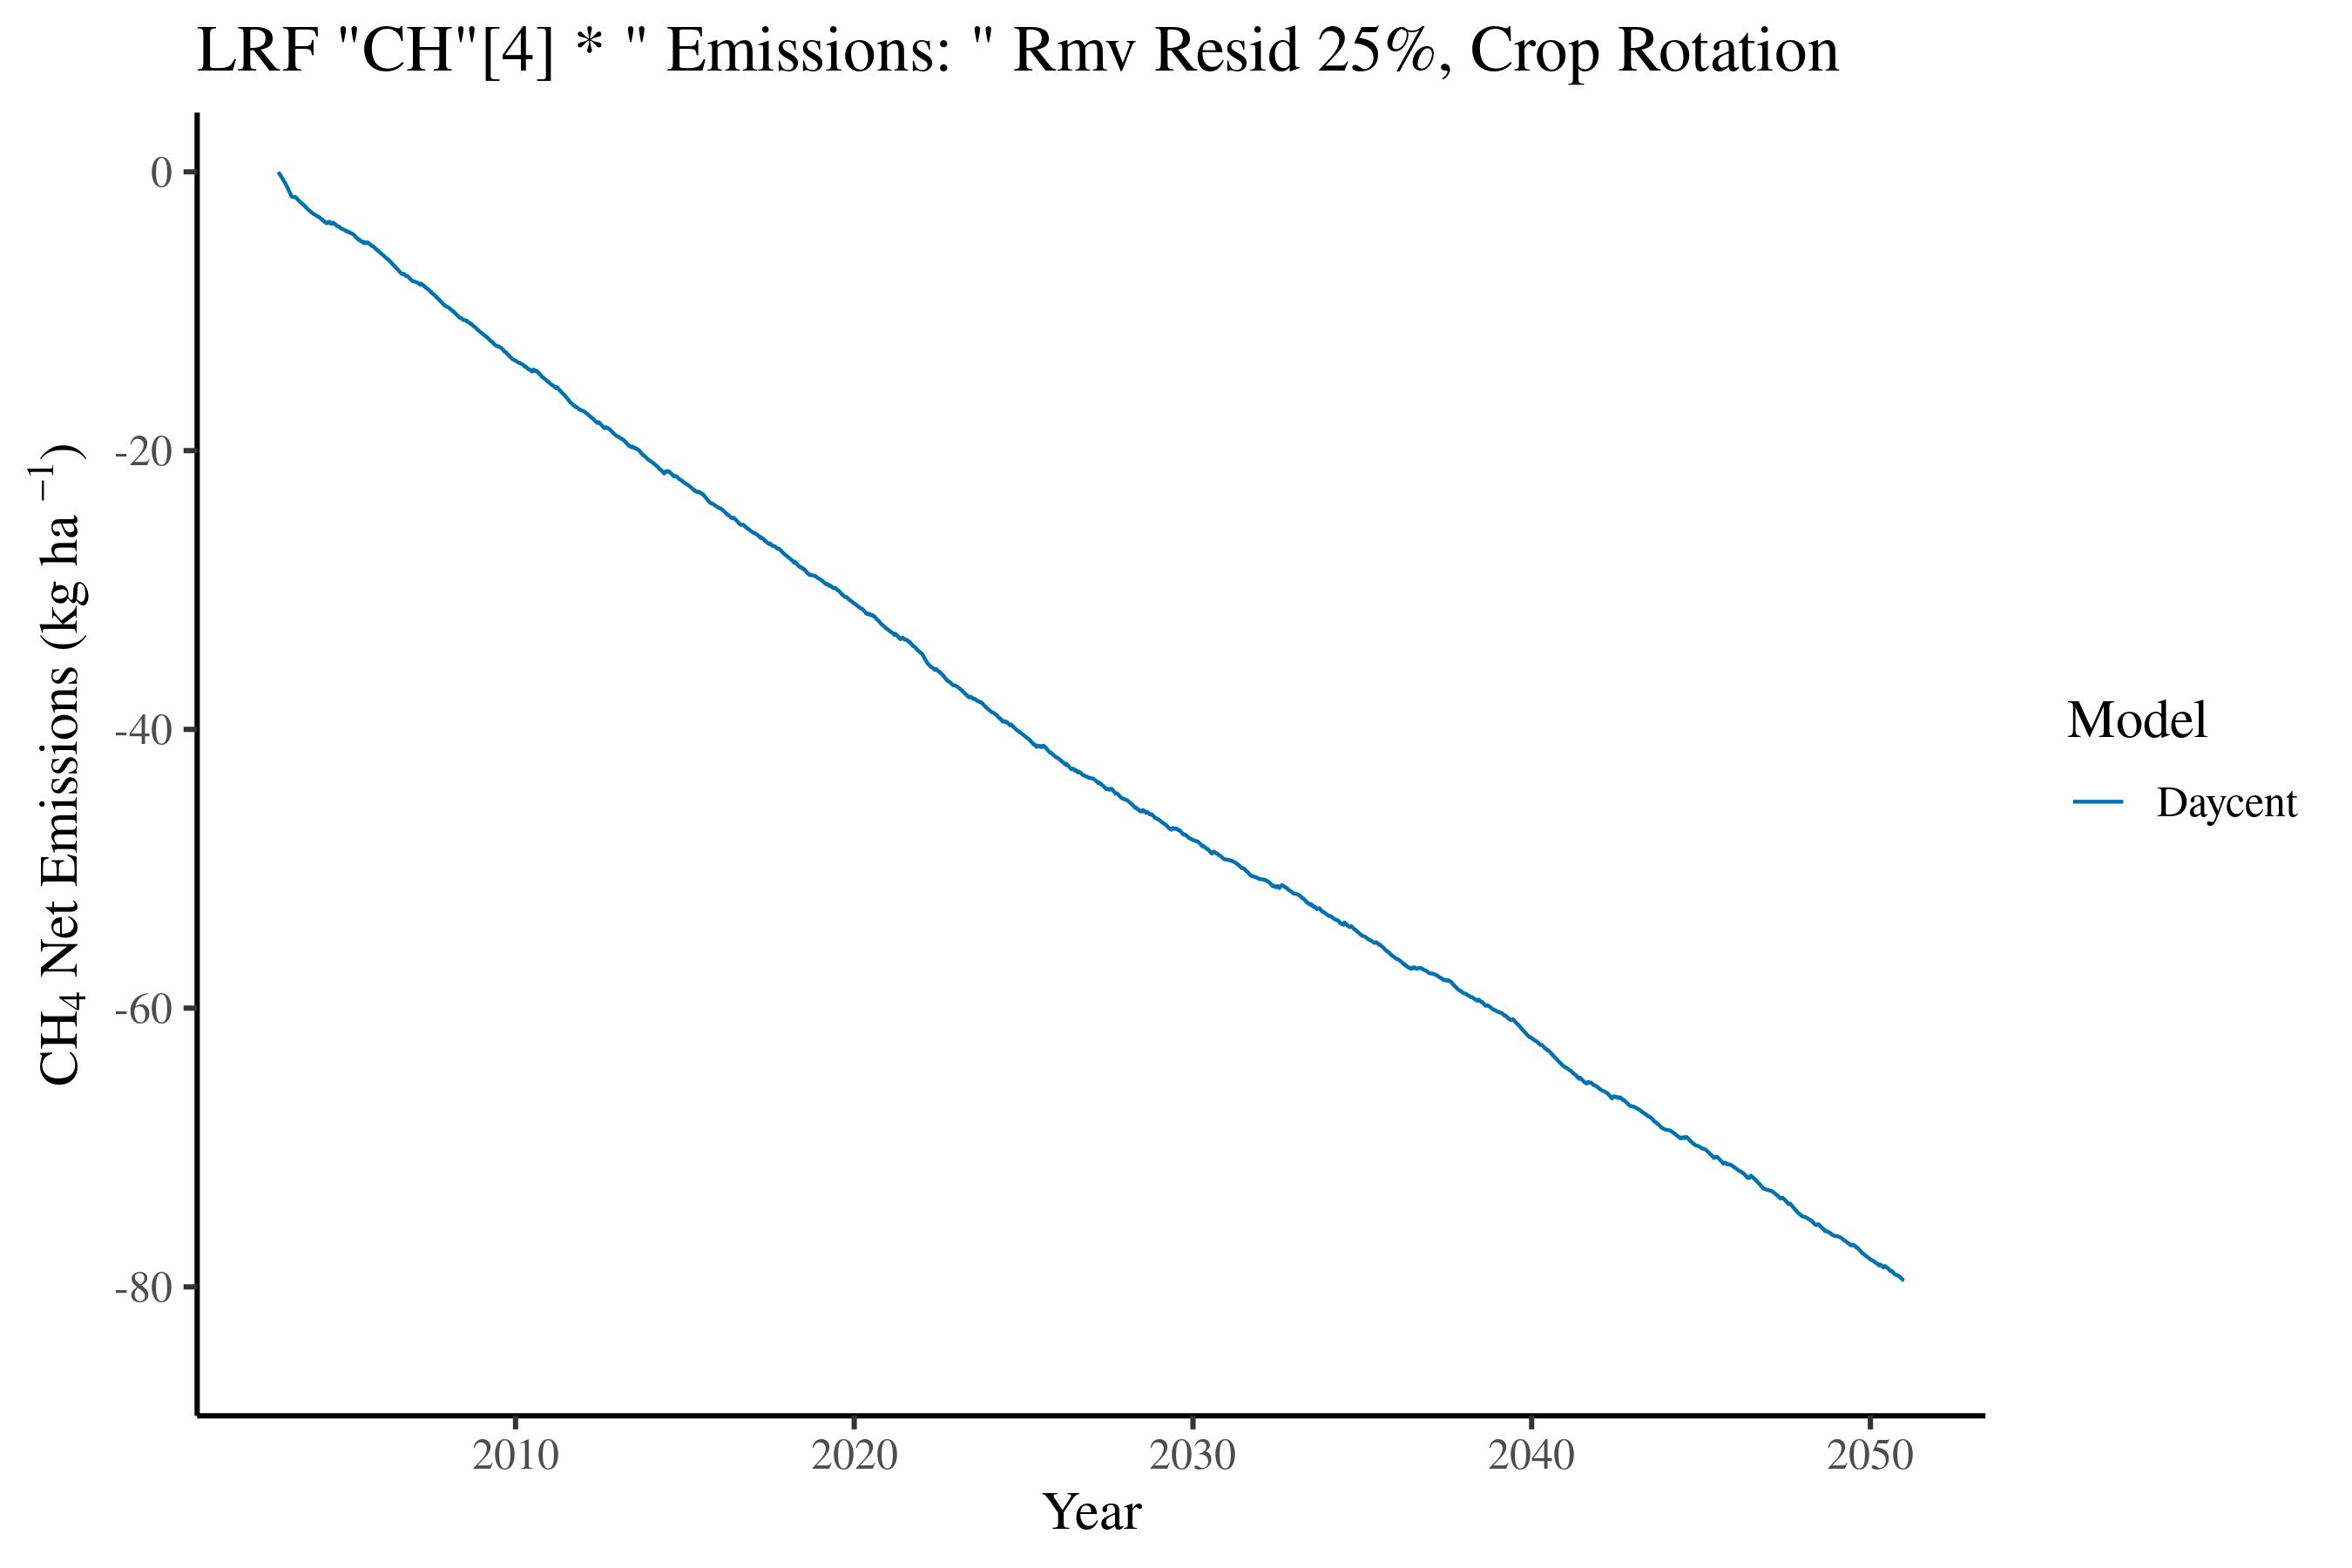 LRF "CH"[4] * " Emissions: " Rmv Resid 25%, Crop Rotation
CH₄ Net Emissions (kg ha ⁻¹)
0
-20
-40
-60
-80
2010 2020 2030 2040 2050
Year
Model
Daycent